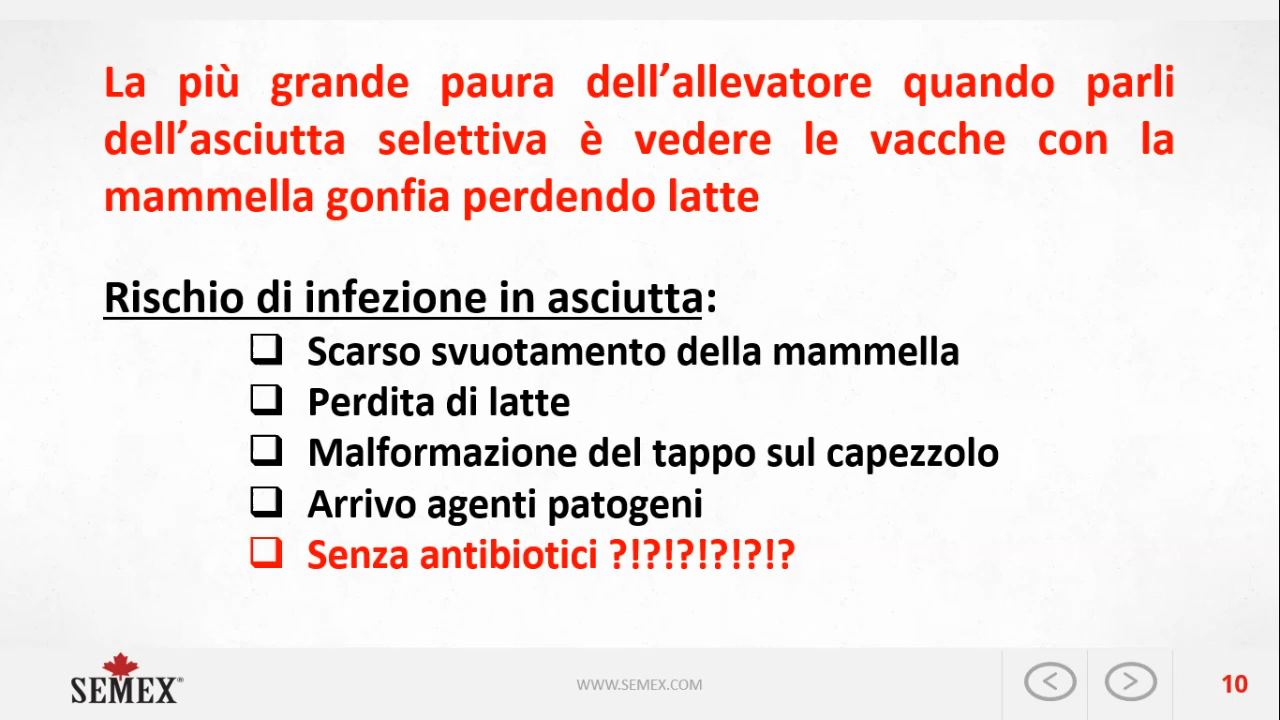 La più grande paura dell’allevatore quando parli
dell’asciutta selettiva è vedere le vacche con la
mammella gonfia perdendo latte
Rischio di infezione in asciutta:
Scarso svuotamento della mammella
Perdita di latte
Malformazione del tappo sul capezzolo
Arrivo agenti patogeni
Senza antibiotici ?!?!?!?!?!?
SEMEX®
WWW.SEMEX.COM
10